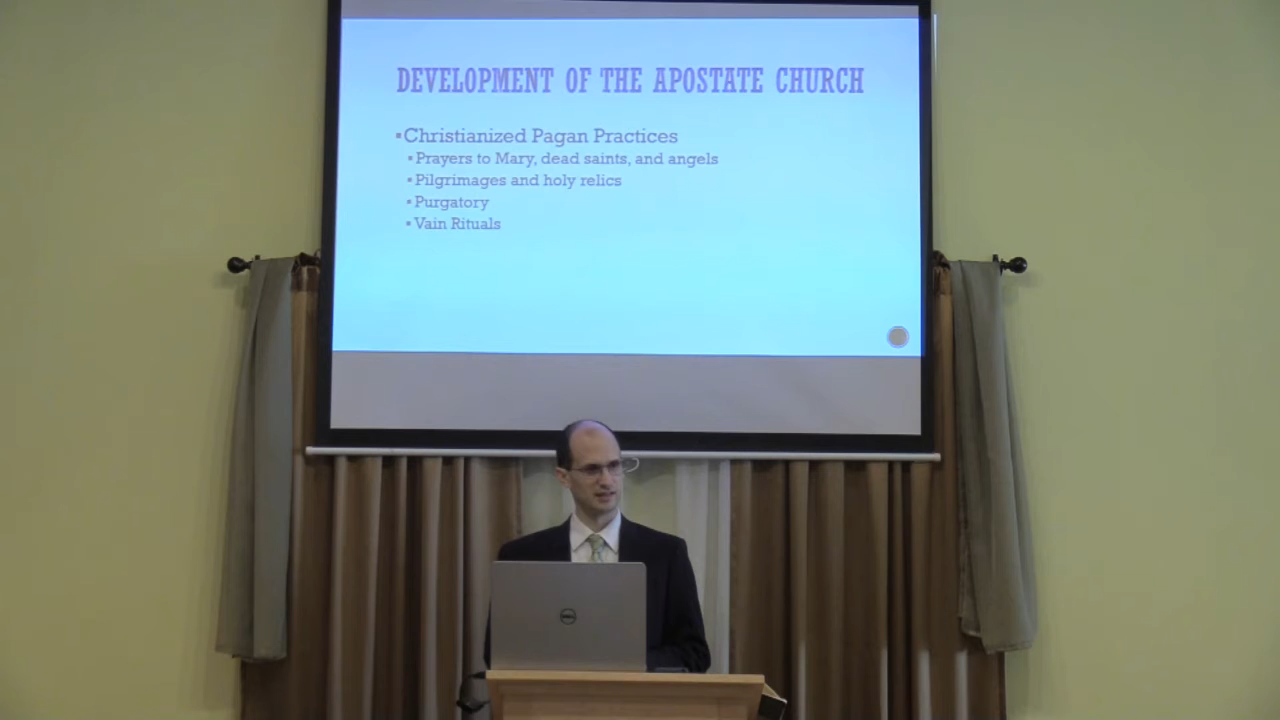 DEVELOPMENT OF THE APOSTATE CHURCH
▪Christianized Pagan Practices
▪Prayers to Mary, dead saints, and angels
▪Pilgrimages and holy relics
▪Purgatory
▪Vain Rituals
DELL